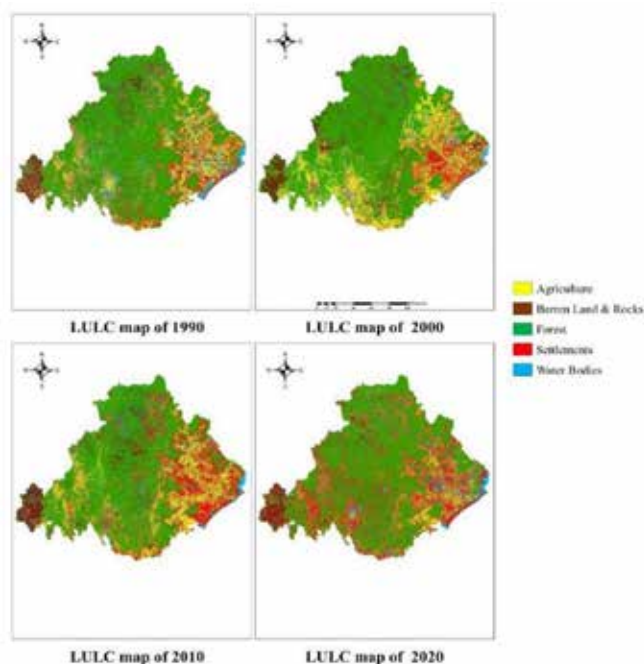 LULC map of 1990
LULC map of 2000
Agriculture
Barren Land & Rocks
Forest
Settlements
Water Bodies
LULC map of 2010
LULC map of 2020